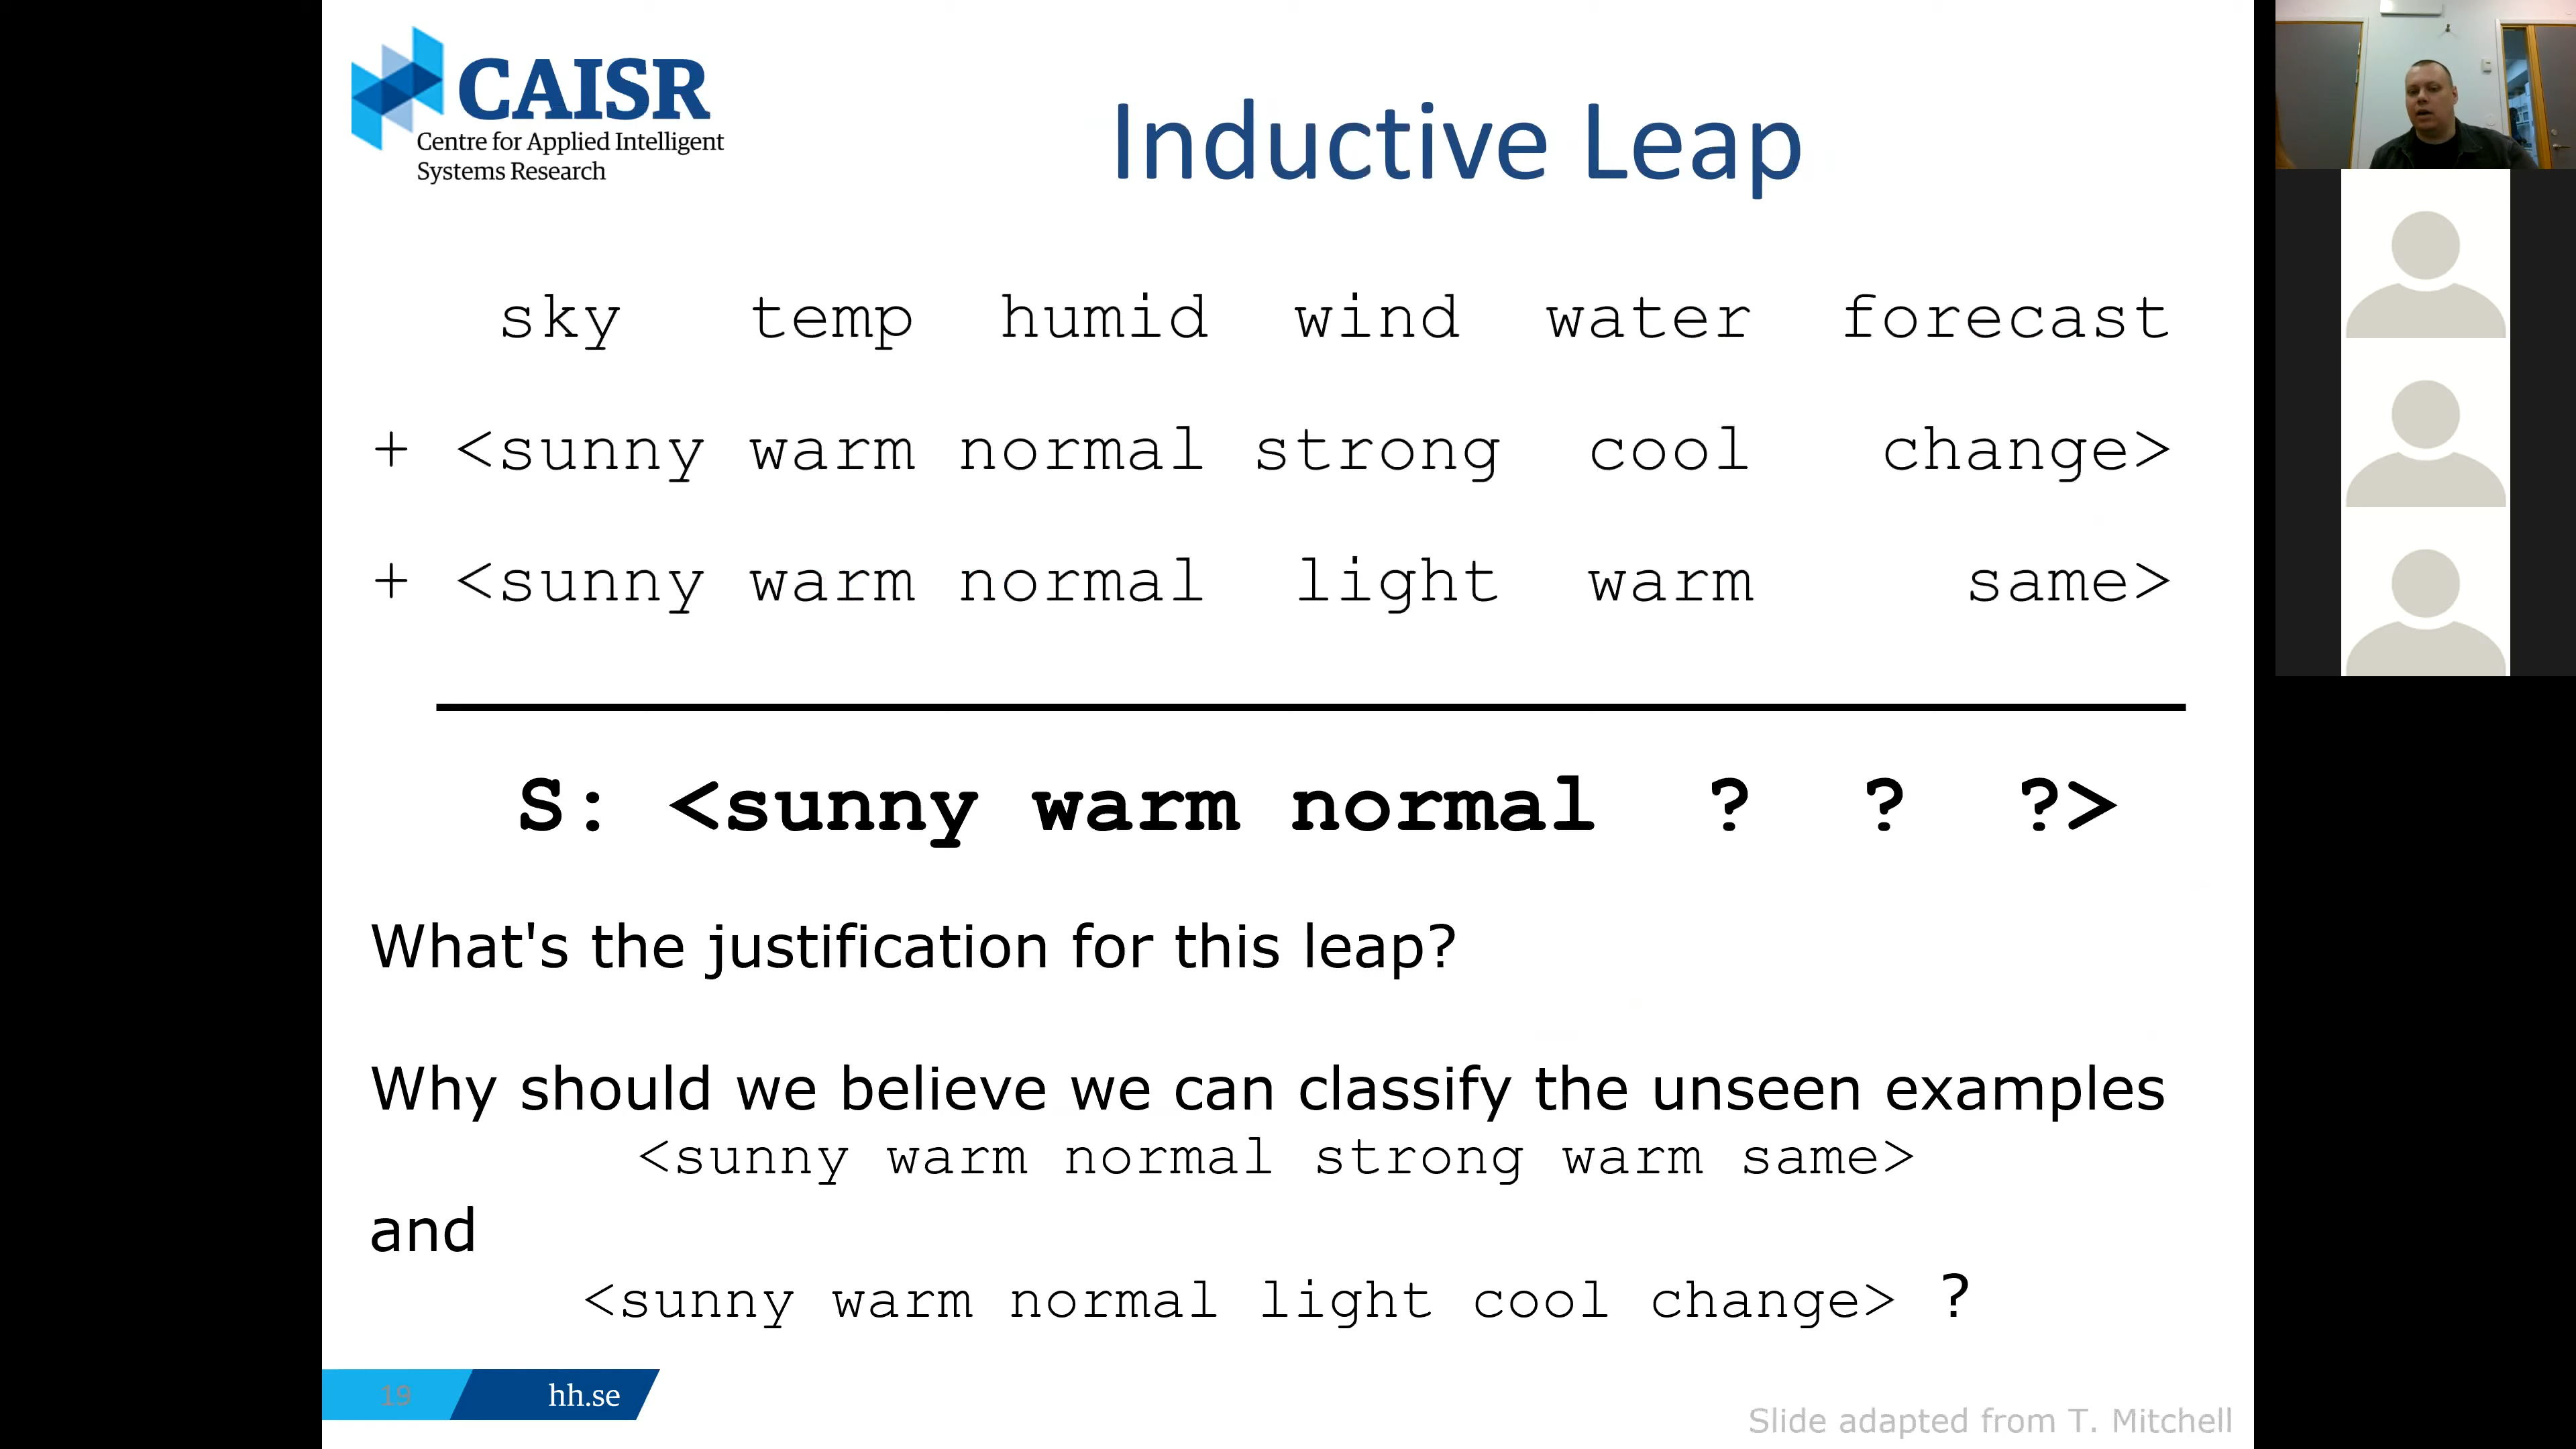 CAISR
Centre for Applied Intelligent
Systems Research
Inductive Leap
sky temp humid wind water forecast
+ <sunny warm normal strong cool change>
+ <sunny warm normal light warm same>
S: <sunny warm normal ? ? ?>
What's the justification for this leap?
Why should we believe we can classify the unseen examples
<sunny warm normal strong warm same>
and
<sunny warm normal light cool change> ?
19
hh.se
Slide adapted from T. Mitchell